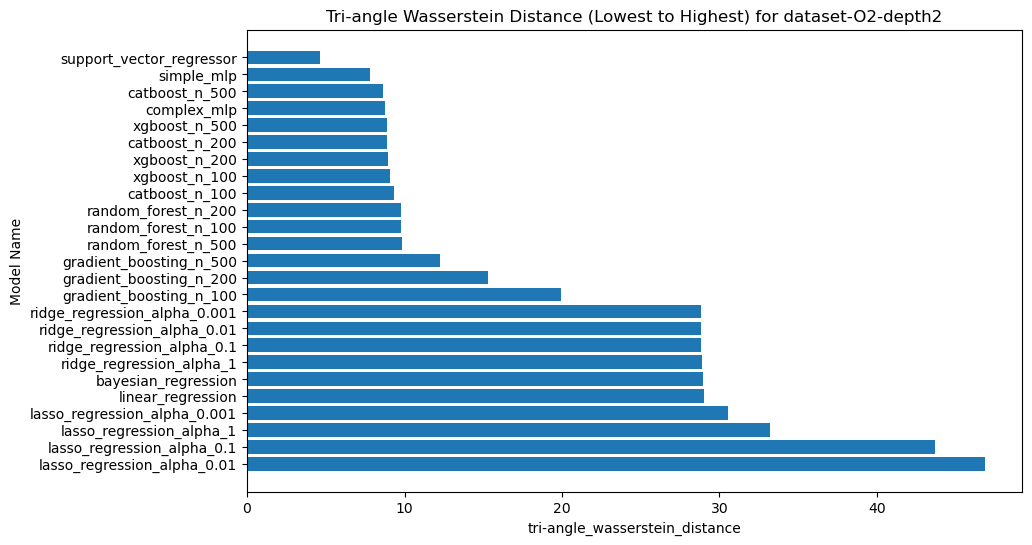 Tri-angle Wasserstein Distance (Lowest to Highest) for dataset-O2-depth2
Model Name
support_vector_regressor
simple_mlp
catboost_n_500
complex_mlp
xgboost_n_500
catboost_n_200
xgboost_n_200
xgboost_n_100
catboost_n_100
random_forest_n_200
random_forest_n_100
random_forest_n_500
gradient_boosting_n_500
gradient_boosting_n_200
gradient_boosting_n_100
ridge_regression_alpha_0.001
ridge_regression_alpha_0.01
ridge_regression_alpha_0.1
ridge_regression_alpha_1
bayesian_regression
linear_regression
lasso_regression_alpha_0.001
lasso_regression_alpha_1
lasso_regression_alpha_0.1
lasso_regression_alpha_0.01
0 10 20 30 40
tri-angle_wasserstein_distance